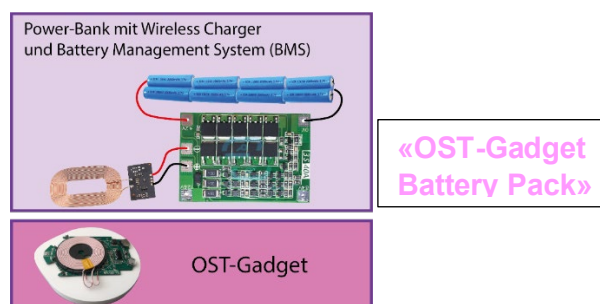 Power-Bank mit Wireless Charger
und Battery Management System (BMS)
«OST-Gadget
Battery Pack»
OST-Gadget